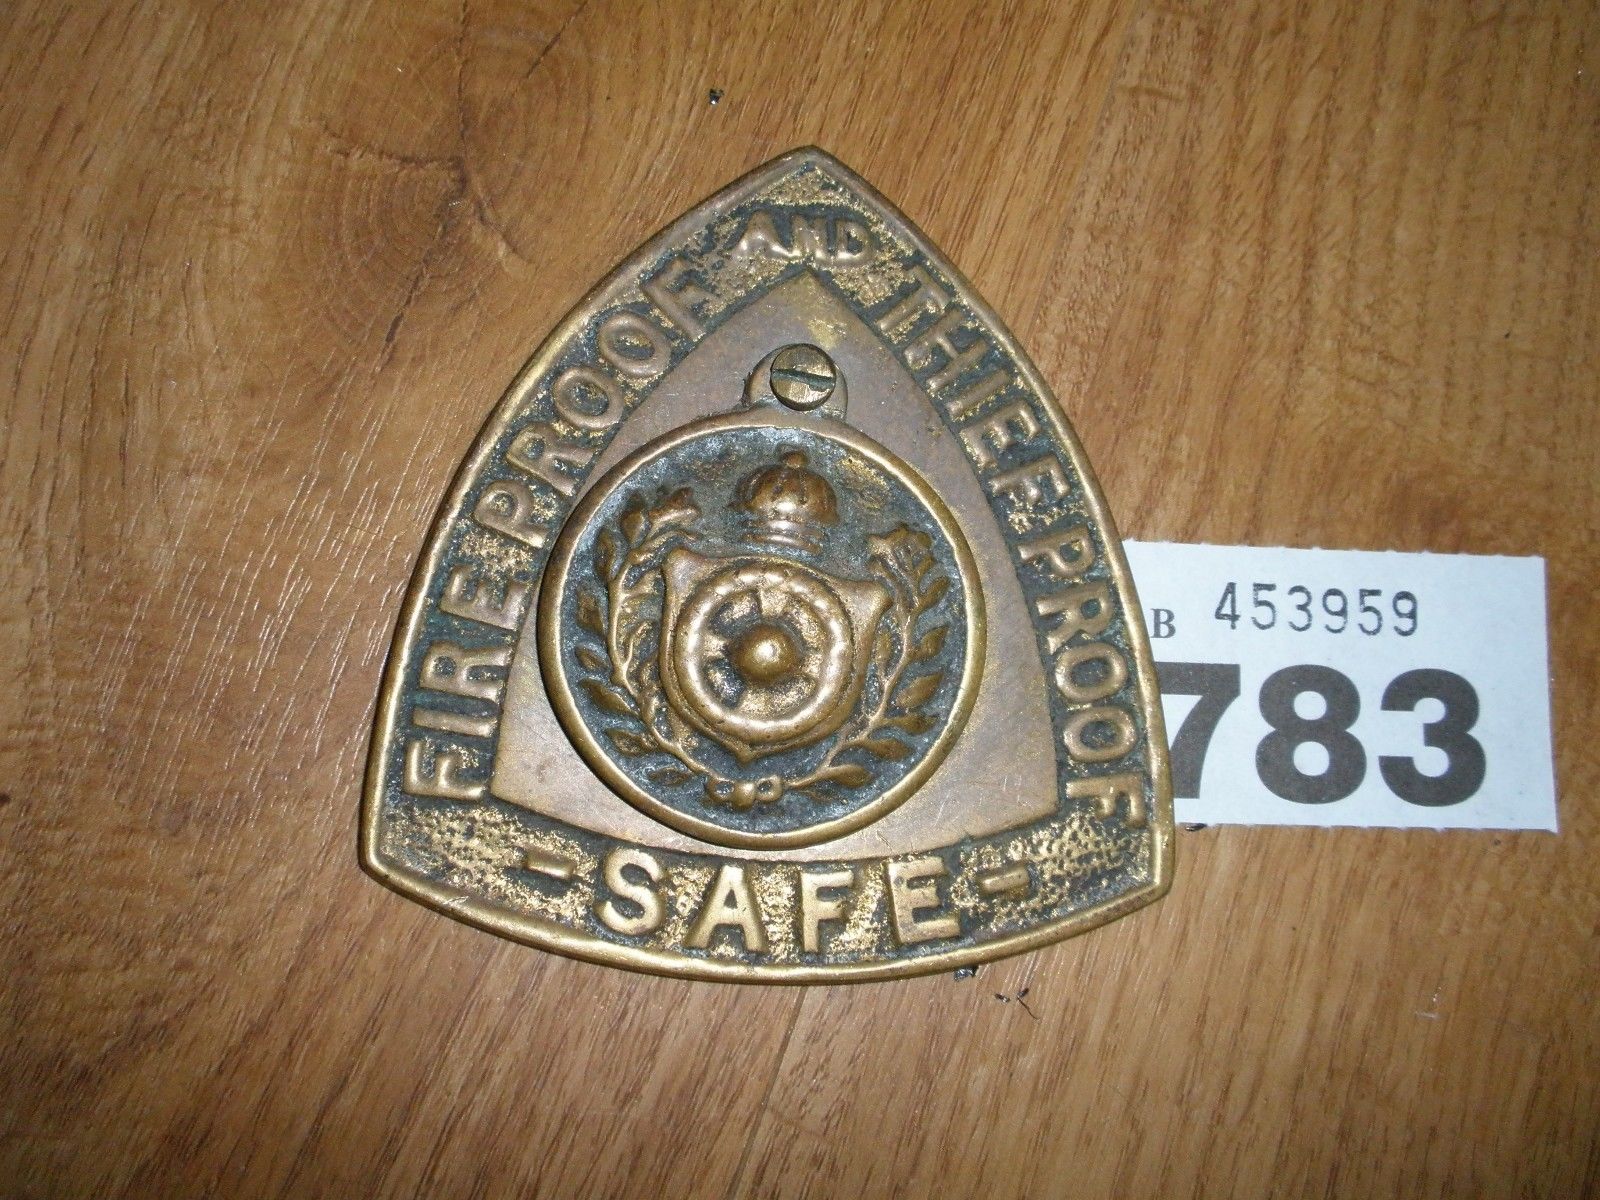 FIRE PROOF AND THIEF PROOF
- SAFE -
B 453959
783